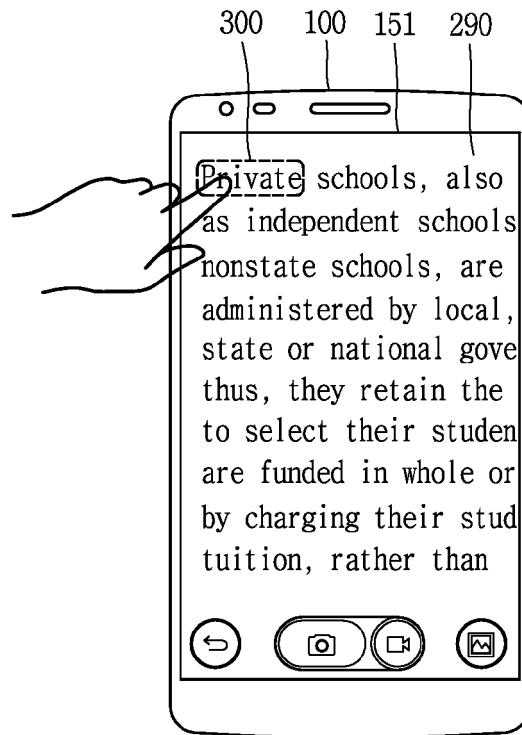 300 100 151 290
Private schools, also
as independent schools
nonstate schools, are
administered by local,
state or national gove
thus, they retain the
to select their studen
are funded in whole or
by charging their stud
tuition, rather than